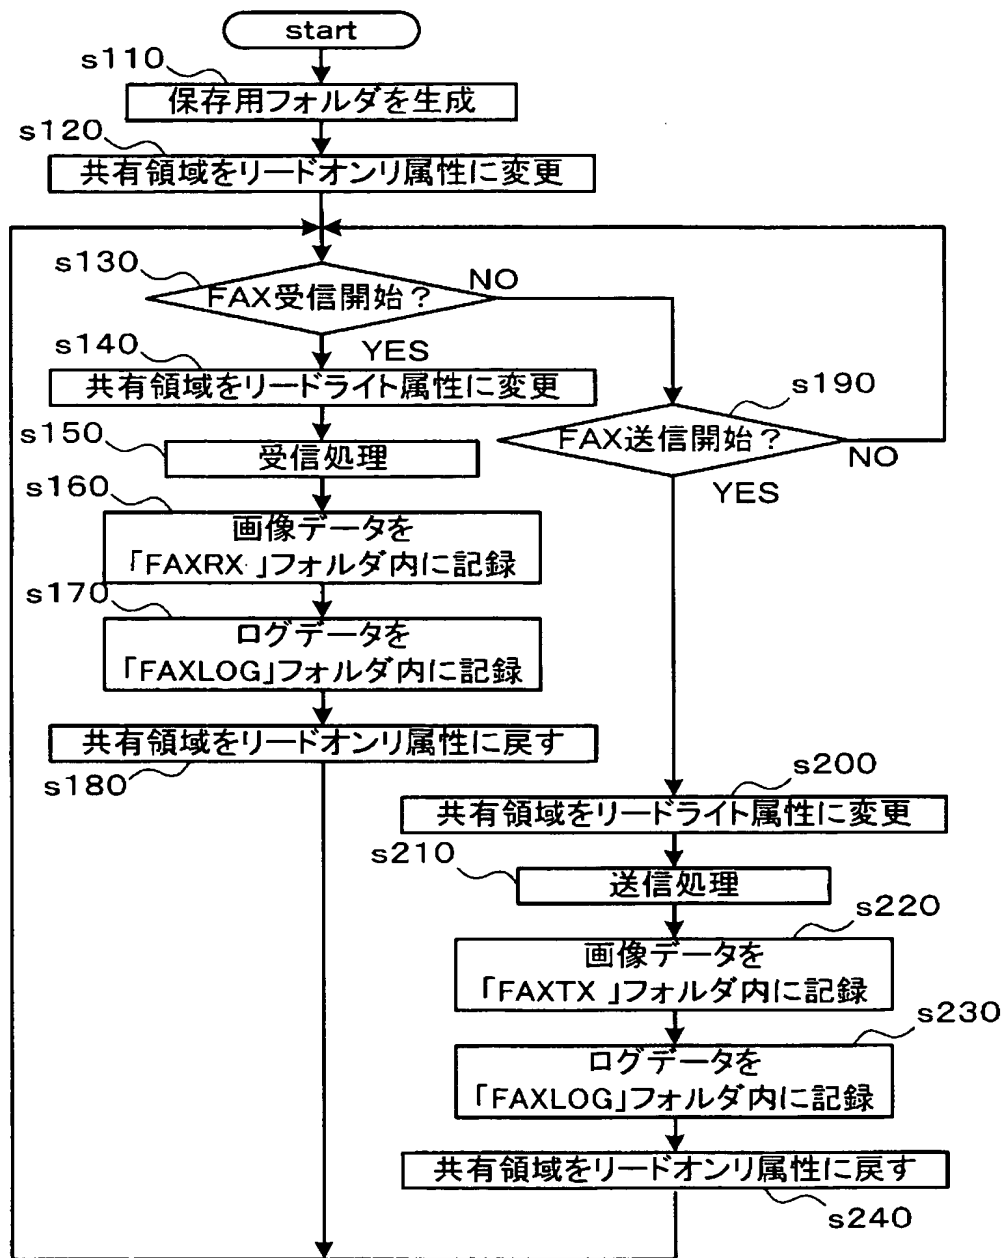 start
s110
保存用フォルダを生成
s120
共有領域をリードオンリ属性に変更
s130
FAX受信開始?
NO
YES
s140
共有領域をリードライト属性に変更
s150
受信処理
s160
画像データを
「FAXRX」フォルダ内に記録
s170
ログデータを
「FAXLOG」フォルダ内に記録
共有領域をリードオンリ属性に戻す
s180
s190
FAX送信開始?
NO
YES
s200
共有領域をリードライト属性に変更
s210
送信処理
s220
画像データを
「FAXTX」フォルダ内に記録
s230
ログデータを
「FAXLOG」フォルダ内に記録
共有領域をリードオンリ属性に戻す
s240